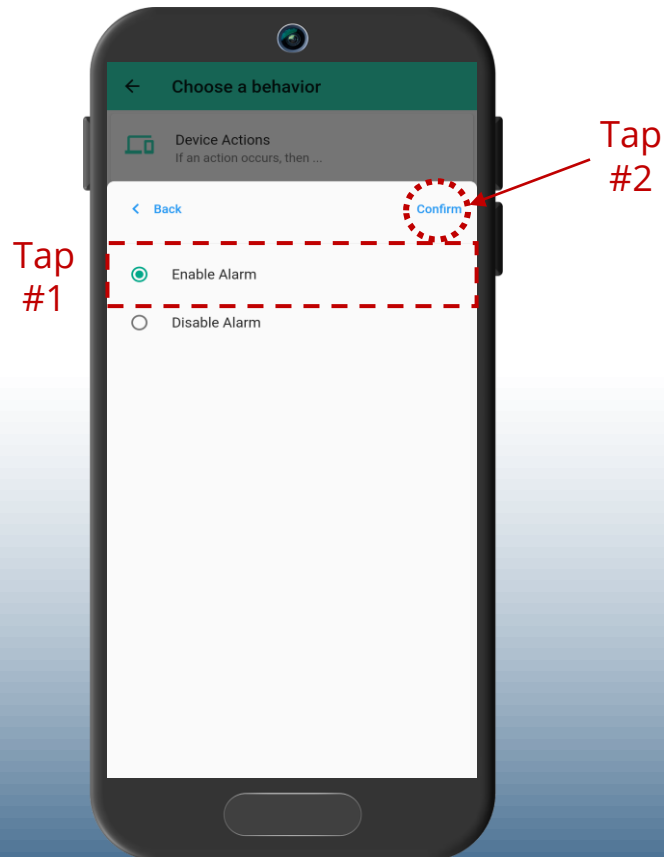 Choose a behavior
Device Actions
If an action occurs, then ...
Tap
#2
Back
Confirm
Tap
#1
Enable Alarm
Disable Alarm